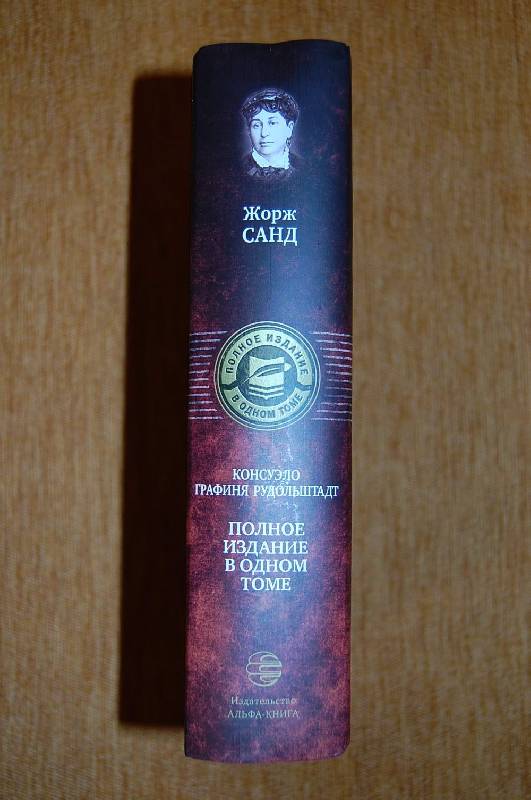 Жорж
САНД
ПОЛНОЕ ИЗДАНИЕ
В ОДНОМ ТОМЕ
КОНСУЭЛО
ГРАФИНЯ РУДОЛЬШТАДТ
ПОЛНОЕ
ИЗДАНИЕ
В ОДНОМ
ТОМЕ
Издательство
АЛЬФА-КНИГА